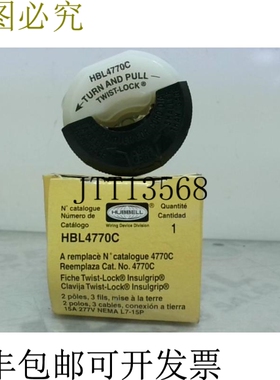 图必究
HBL4770C
TURN AND PULL
TWIST-LOCK®
JTTT3568
N° catalogue
Número de
Catálogo
HUBBELL
Wiring Device Division
Quantité
Cantidad
1
HBL4770C
A remplacé N° catalogue 4770C
Reemplaza Cat. No. 4770C
Fiche Twist-Lock® Insulgrip®
Clavija Twist-Lock® Insulgrip®
2 pôles, 3 fils, mise à la terre
2 polos, 3 cables, conexión a tierra
15A 277V NEMA L7-15P
包邮可开发票